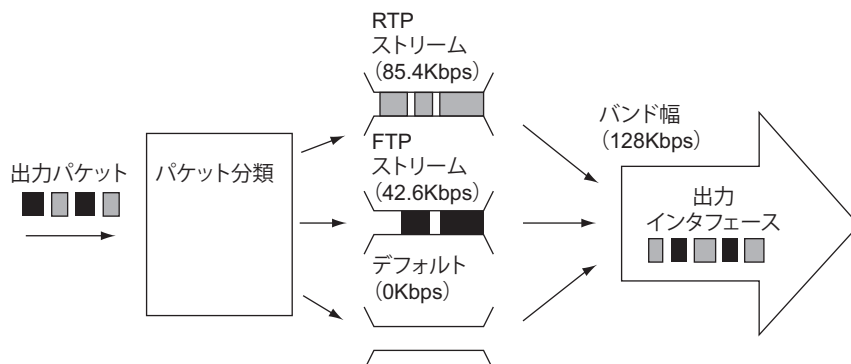 出力パケット
パケット分類
RTP
ストリーム
（85.4Kbps）
FTP
ストリーム
（42.6Kbps）
デフォルト
（0Kbps）
バンド幅
（128Kbps）
出力
インタフェース